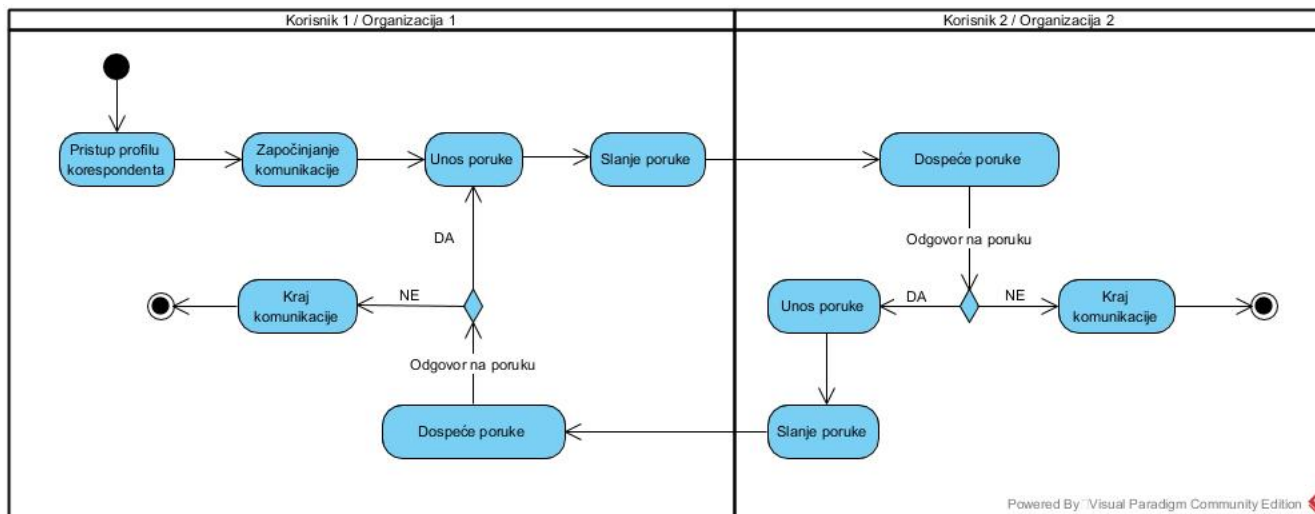 Korisnik 1 / Organizacija 1
Korisnik 2 / Organizacija 2
Pristup profilu
korespondenta
Započinjanje
komunikacije
Unos poruke
Slanje poruke
Dospeće poruke
Odgovor na poruku
DA
NE
Unos poruke
Kraj
komunikacije
Slanje poruke
Dospeće poruke
Odgovor na poruku
DA
NE
Kraj
komunikacije
Powered By Visual Paradigm Community Edition